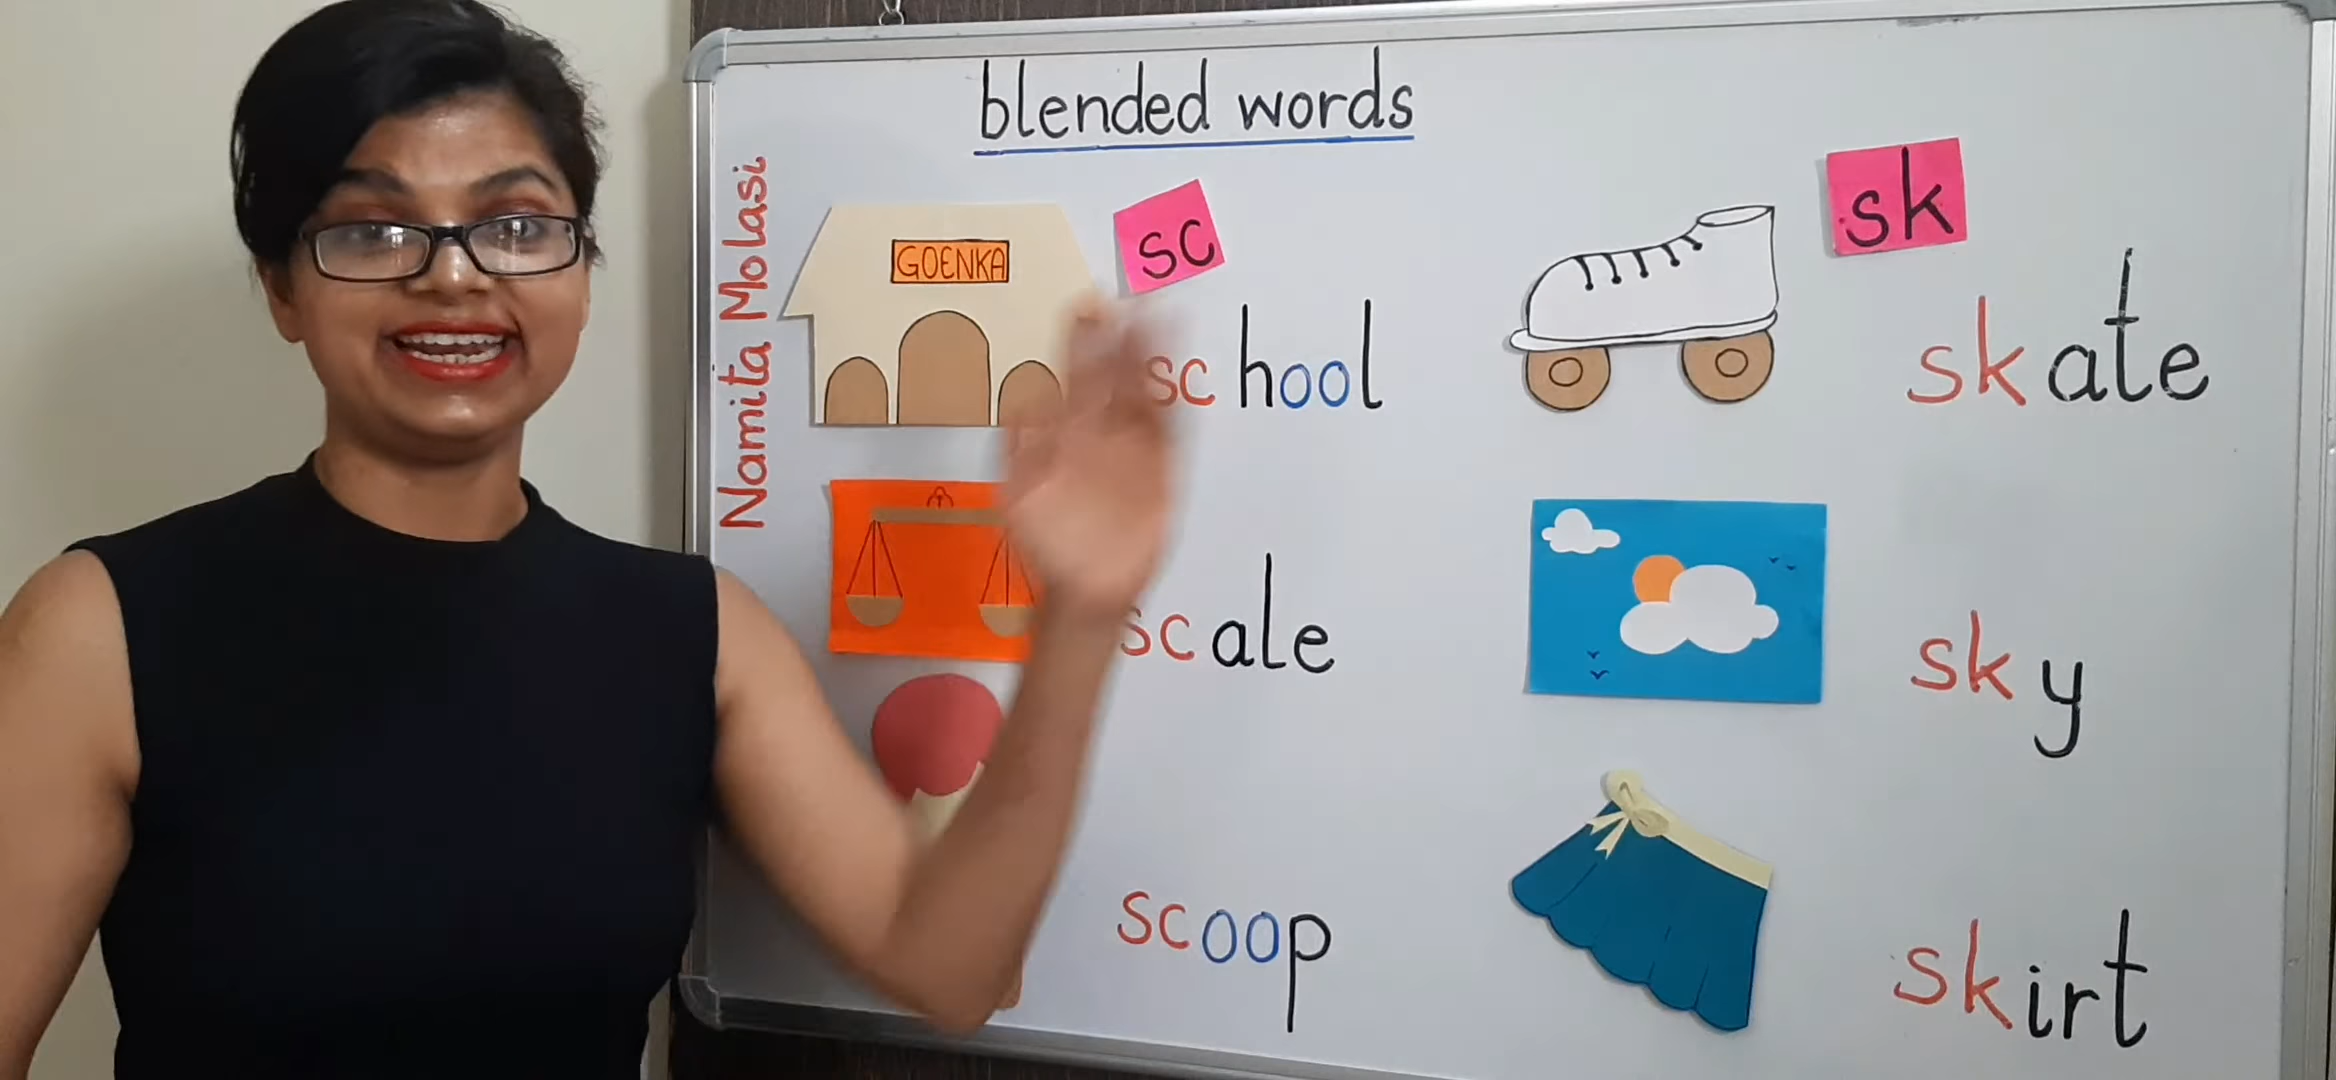 blended words
Namita Molasi
GOENKA
sc
school
scale
scoop
sk
skate
sky
skirt